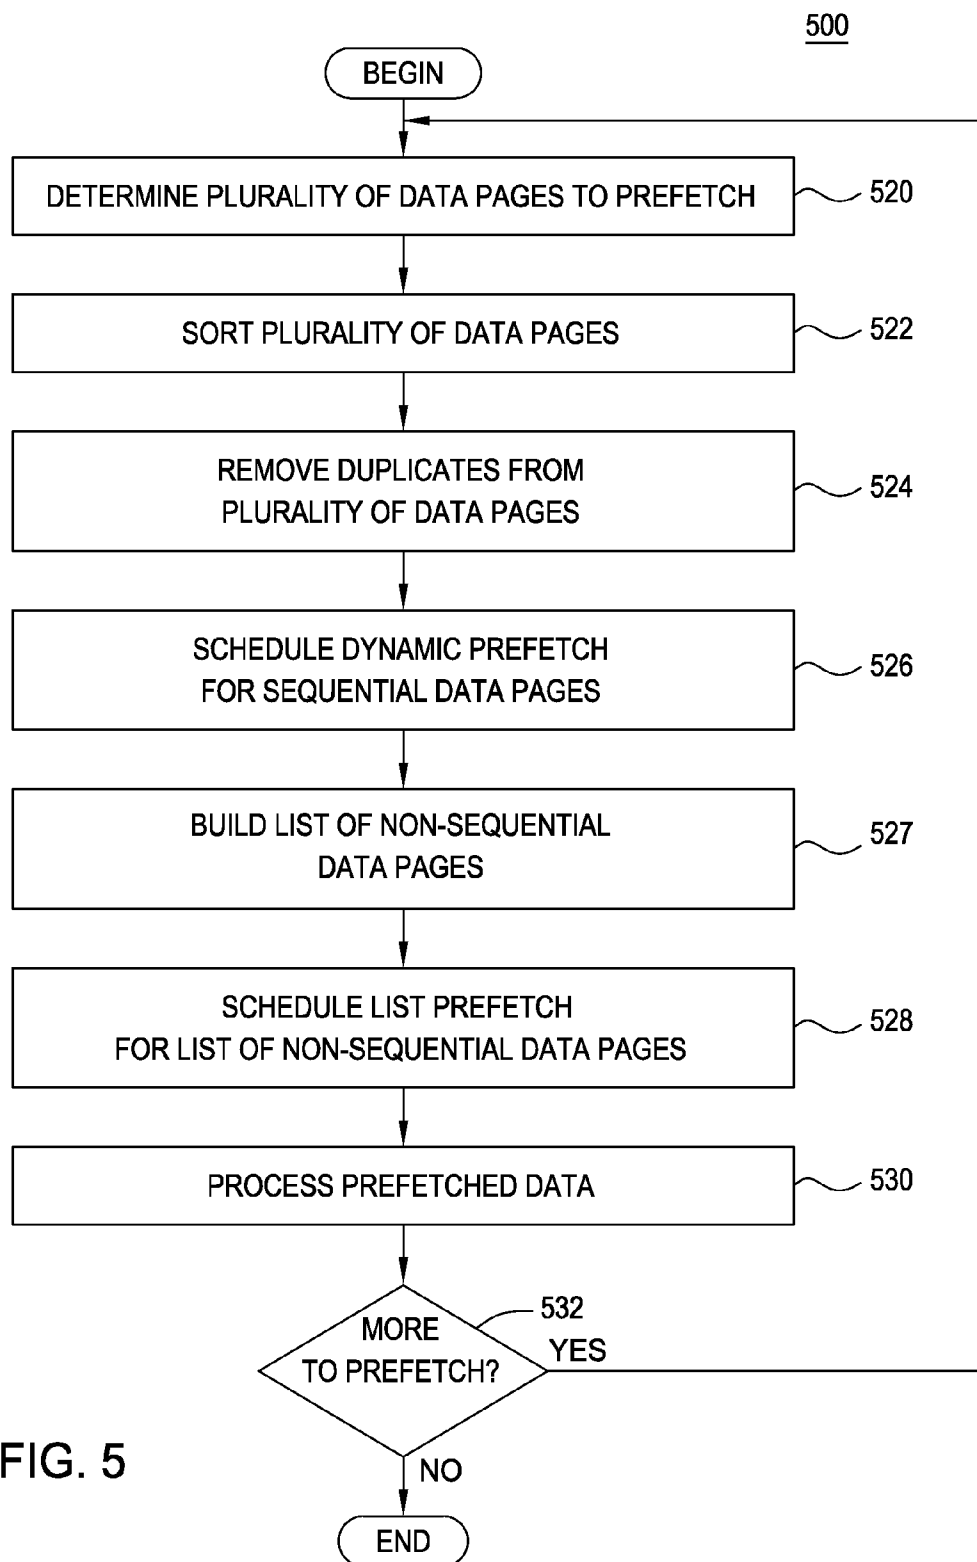 500
BEGIN
DETERMINE PLURALITY OF DATA PAGES TO PREFETCH
520
SORT PLURALITY OF DATA PAGES
522
REMOVE DUPLICATES FROM
PLURALITY OF DATA PAGES
524
SCHEDULE DYNAMIC PREFETCH
FOR SEQUENTIAL DATA PAGES
526
BUILD LIST OF NON-SEQUENTIAL
DATA PAGES
527
SCHEDULE LIST PREFETCH
FOR LIST OF NON-SEQUENTIAL DATA PAGES
528
PROCESS PREFETCHED DATA
530
MORE
TO PREFETCH?
532
YES
NO
END
FIG. 5